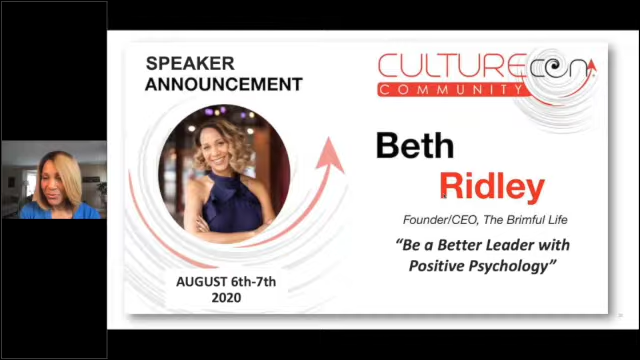 SPEAKER
ANNOUNCEMENT
AUGUST 6th-7th
2020
CULTURECON
COMMUNITY
Beth
Ridley
Founder/CEO, The Brimful Life
“Be a Better Leader with
Positive Psychology”